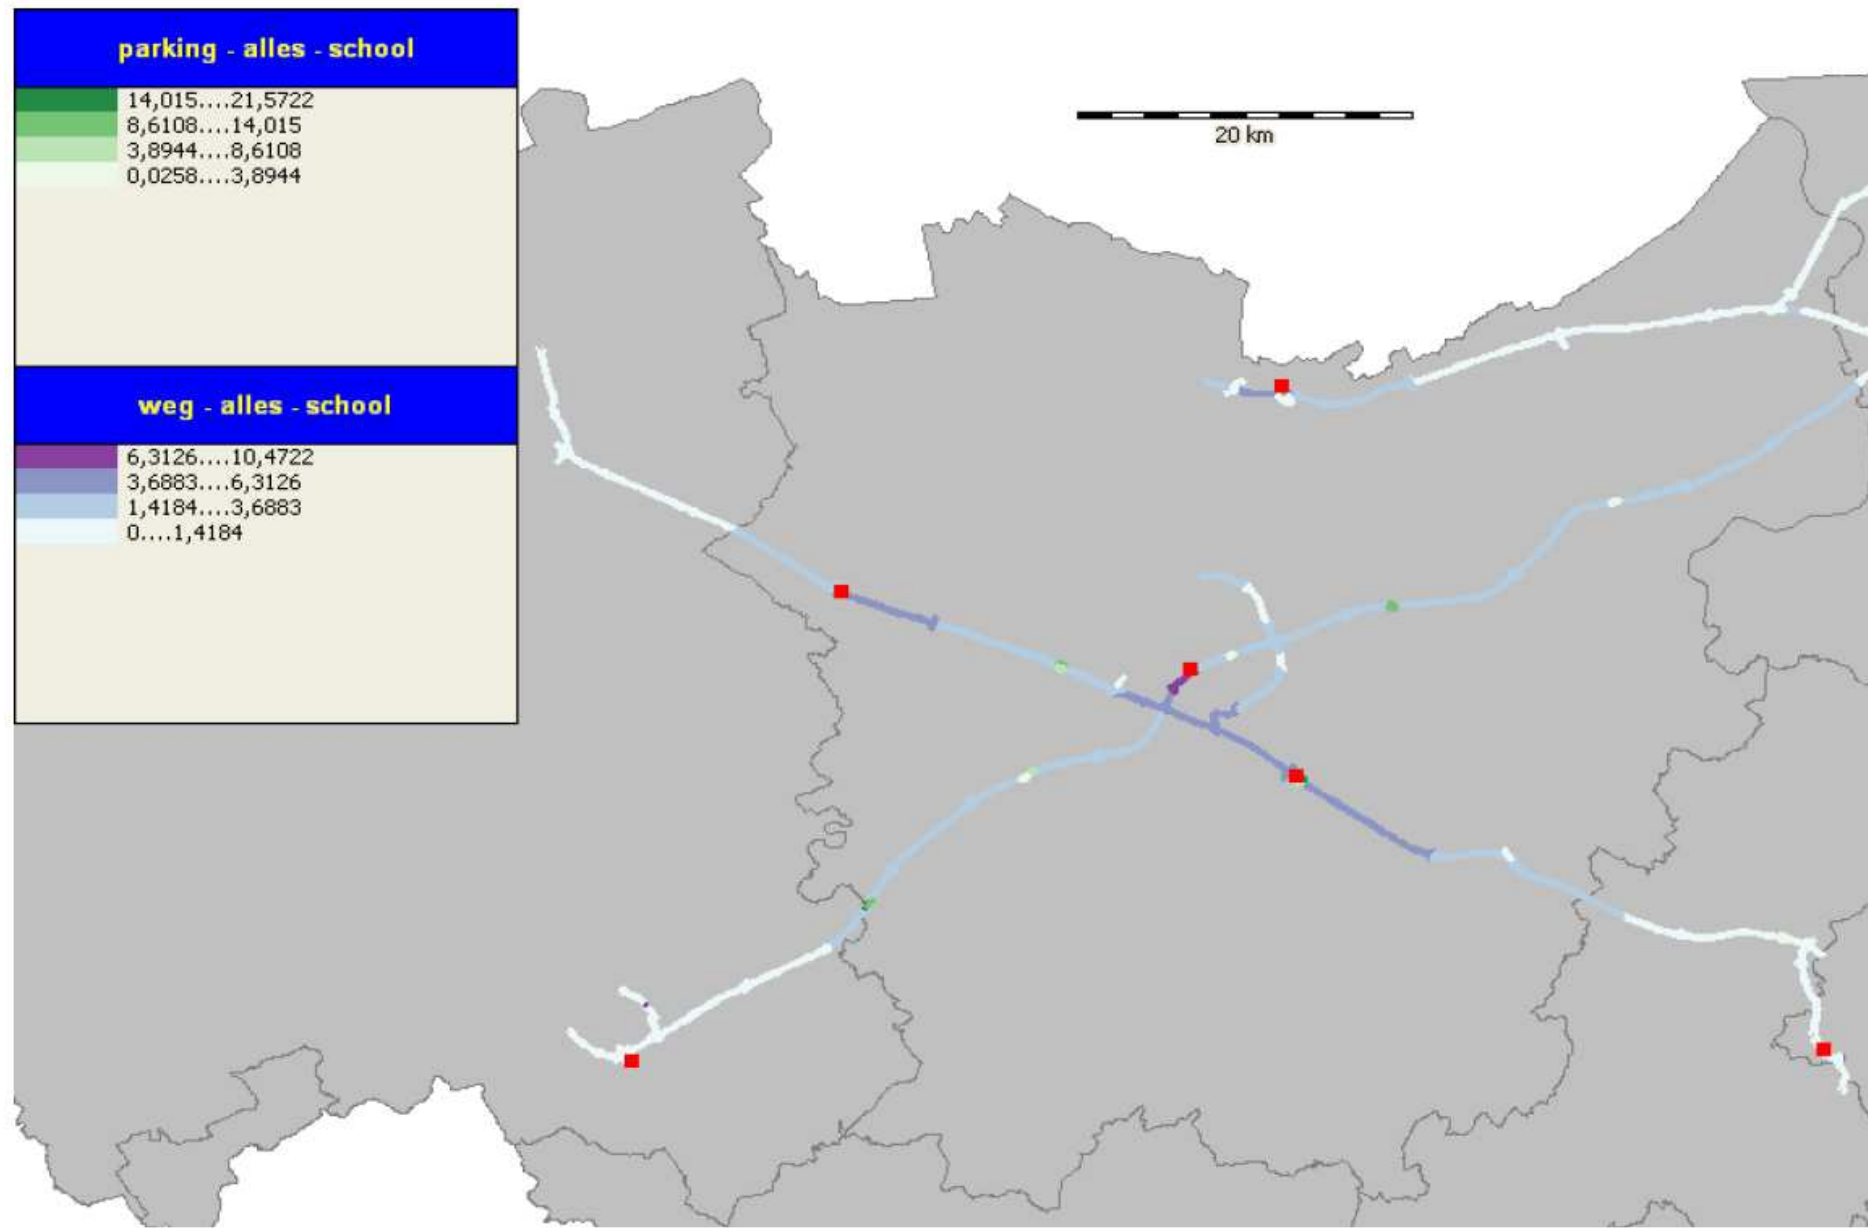 parking - alles - school
14,015....21,5722
8,6108....14,015
3,8944....8,6108
0,0258....3,8944
weg - alles - school
6,3126....10,4722
3,6883....6,3126
1,4184....3,6883
0....1,4184
20 km